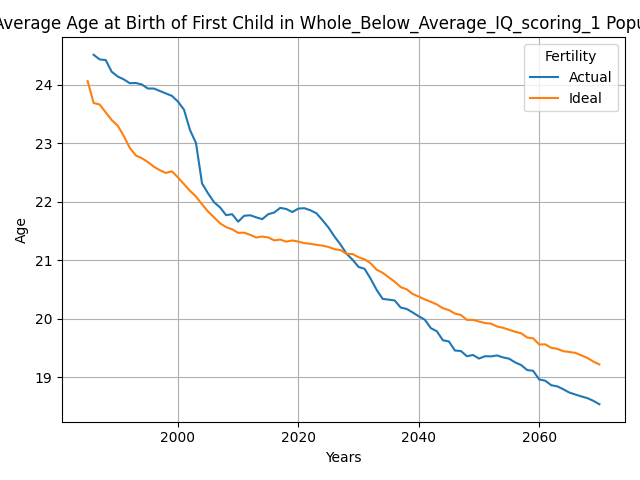 Average Age at Birth of First Child in Whole_Below_Average_IQ_scoring_1
Fertility
Actual
Ideal
Age
24
23
22
21
20
19
2000 2020 2040 2060
Years